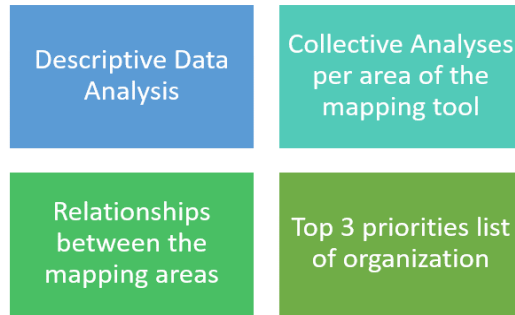 Descriptive Data
Analysis
Collective Analyses
per area of the
mapping tool
Relationships
between the
mapping areas
Top 3 priorities list
of organization